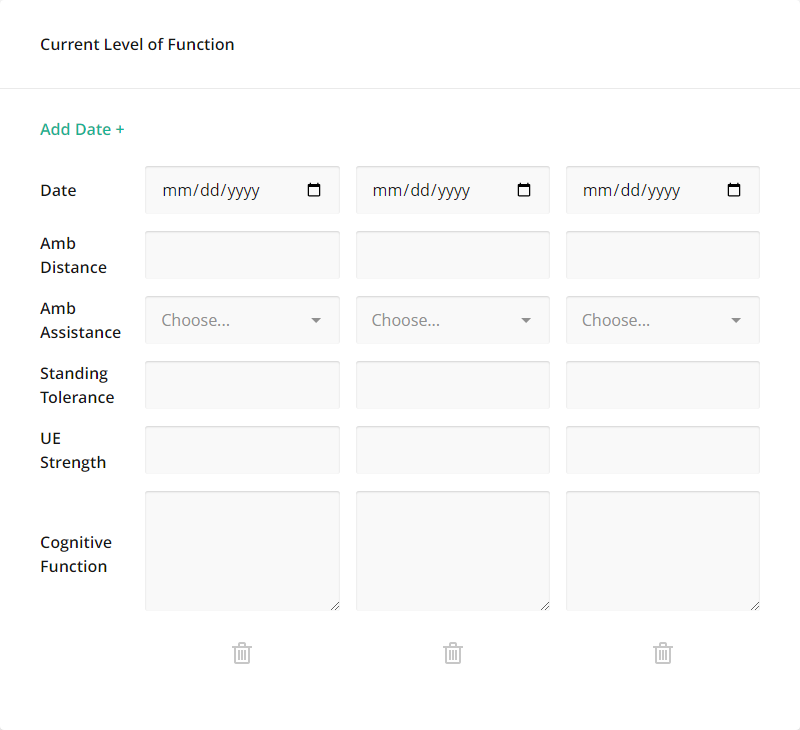 Current Level of Function
Add Date +
Date mm/dd/yyyy mm/dd/yyyy mm/dd/yyyy
Amb
Distance
Amb
Assistance
Choose... Choose... Choose...
Standing
Tolerance
UE
Strength
Cognitive
Function